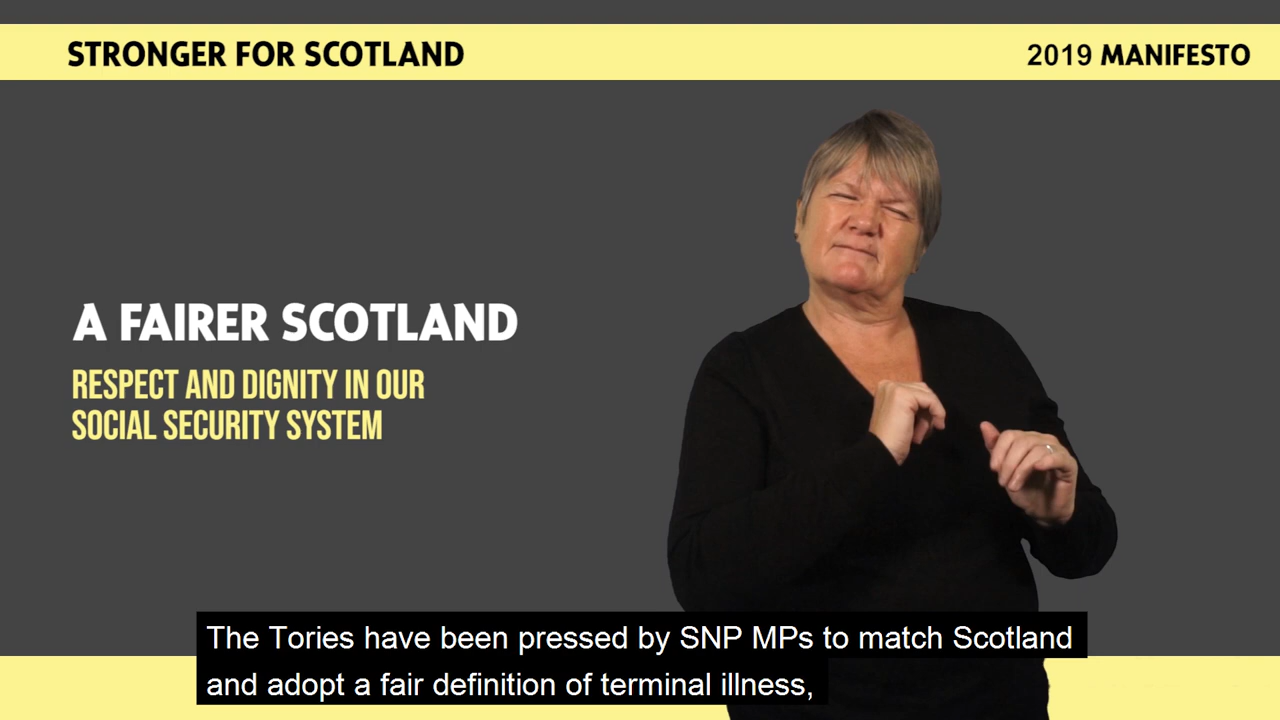 STRONGER FOR SCOTLAND
2019 MANIFESTO
A FAIRER SCOTLAND
RESPECT AND DIGNITY IN OUR
SOCIAL SECURITY SYSTEM
The Tories have been pressed by SNP MPs to match Scotland
and adopt a fair definition of terminal illness,